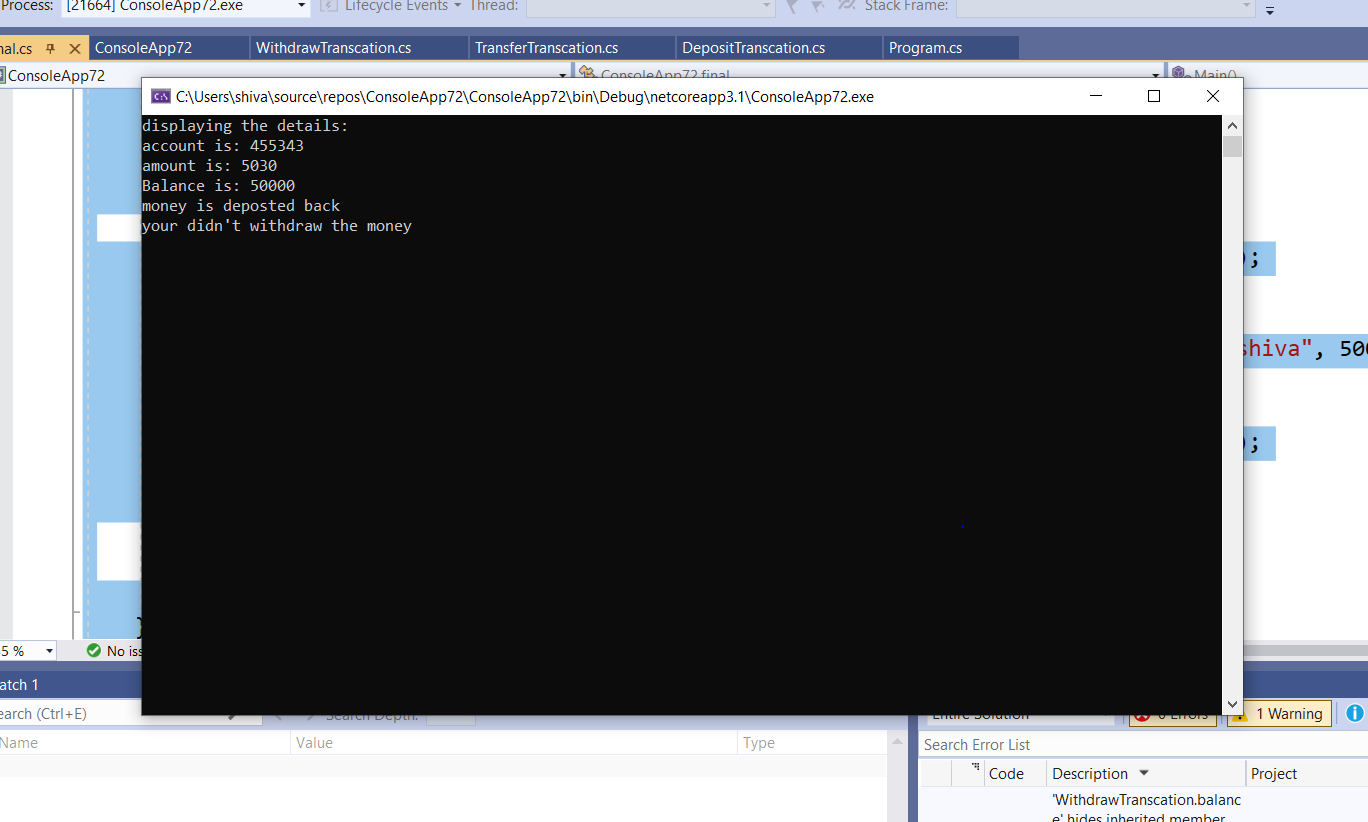 Process: [21664] ConsoleApp72.exe Lifecycle Events Thread: Stack Frame:
nal.cs ConsoleApp72 WithdrawTranscation.cs TransferTranscation.cs DepositTranscation.cs Program.cs
ConsoleApp72 ConsoleApp72.final Main()
C:\Users\shiva\source\repos\ConsoleApp72\ConsoleApp72\bin\Debug\netcoreapp3.1\ConsoleApp72.exe
displaying the details:
account is: 455343
amount is: 5030
Balance is: 50000
money is deposted back
your didn't withdraw the money
);
shiva", 500
);
}
5 % No iss
atch 1
earch (Ctrl+E) Search Depth: Entire Solution 0 Errors 1 Warning
Name Value Type Search Error List
Code Description Project
'WithdrawTranscation.balanc
e' hides inherited member